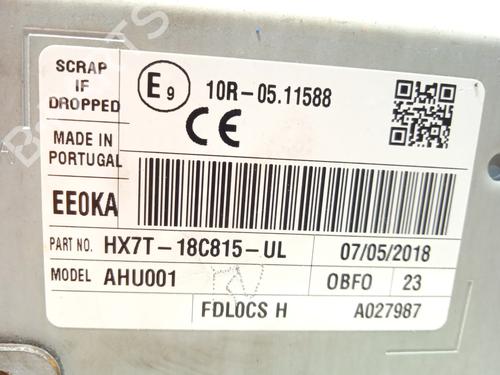 SCRAP IF DROPPED
E9 10R-05.11588
CE
MADE IN PORTUGAL
EE0KA
PART NO. HX7T-18C815-UL 07/05/2018
MODEL AHU001 OBFO 23
FDL0CS H A027987